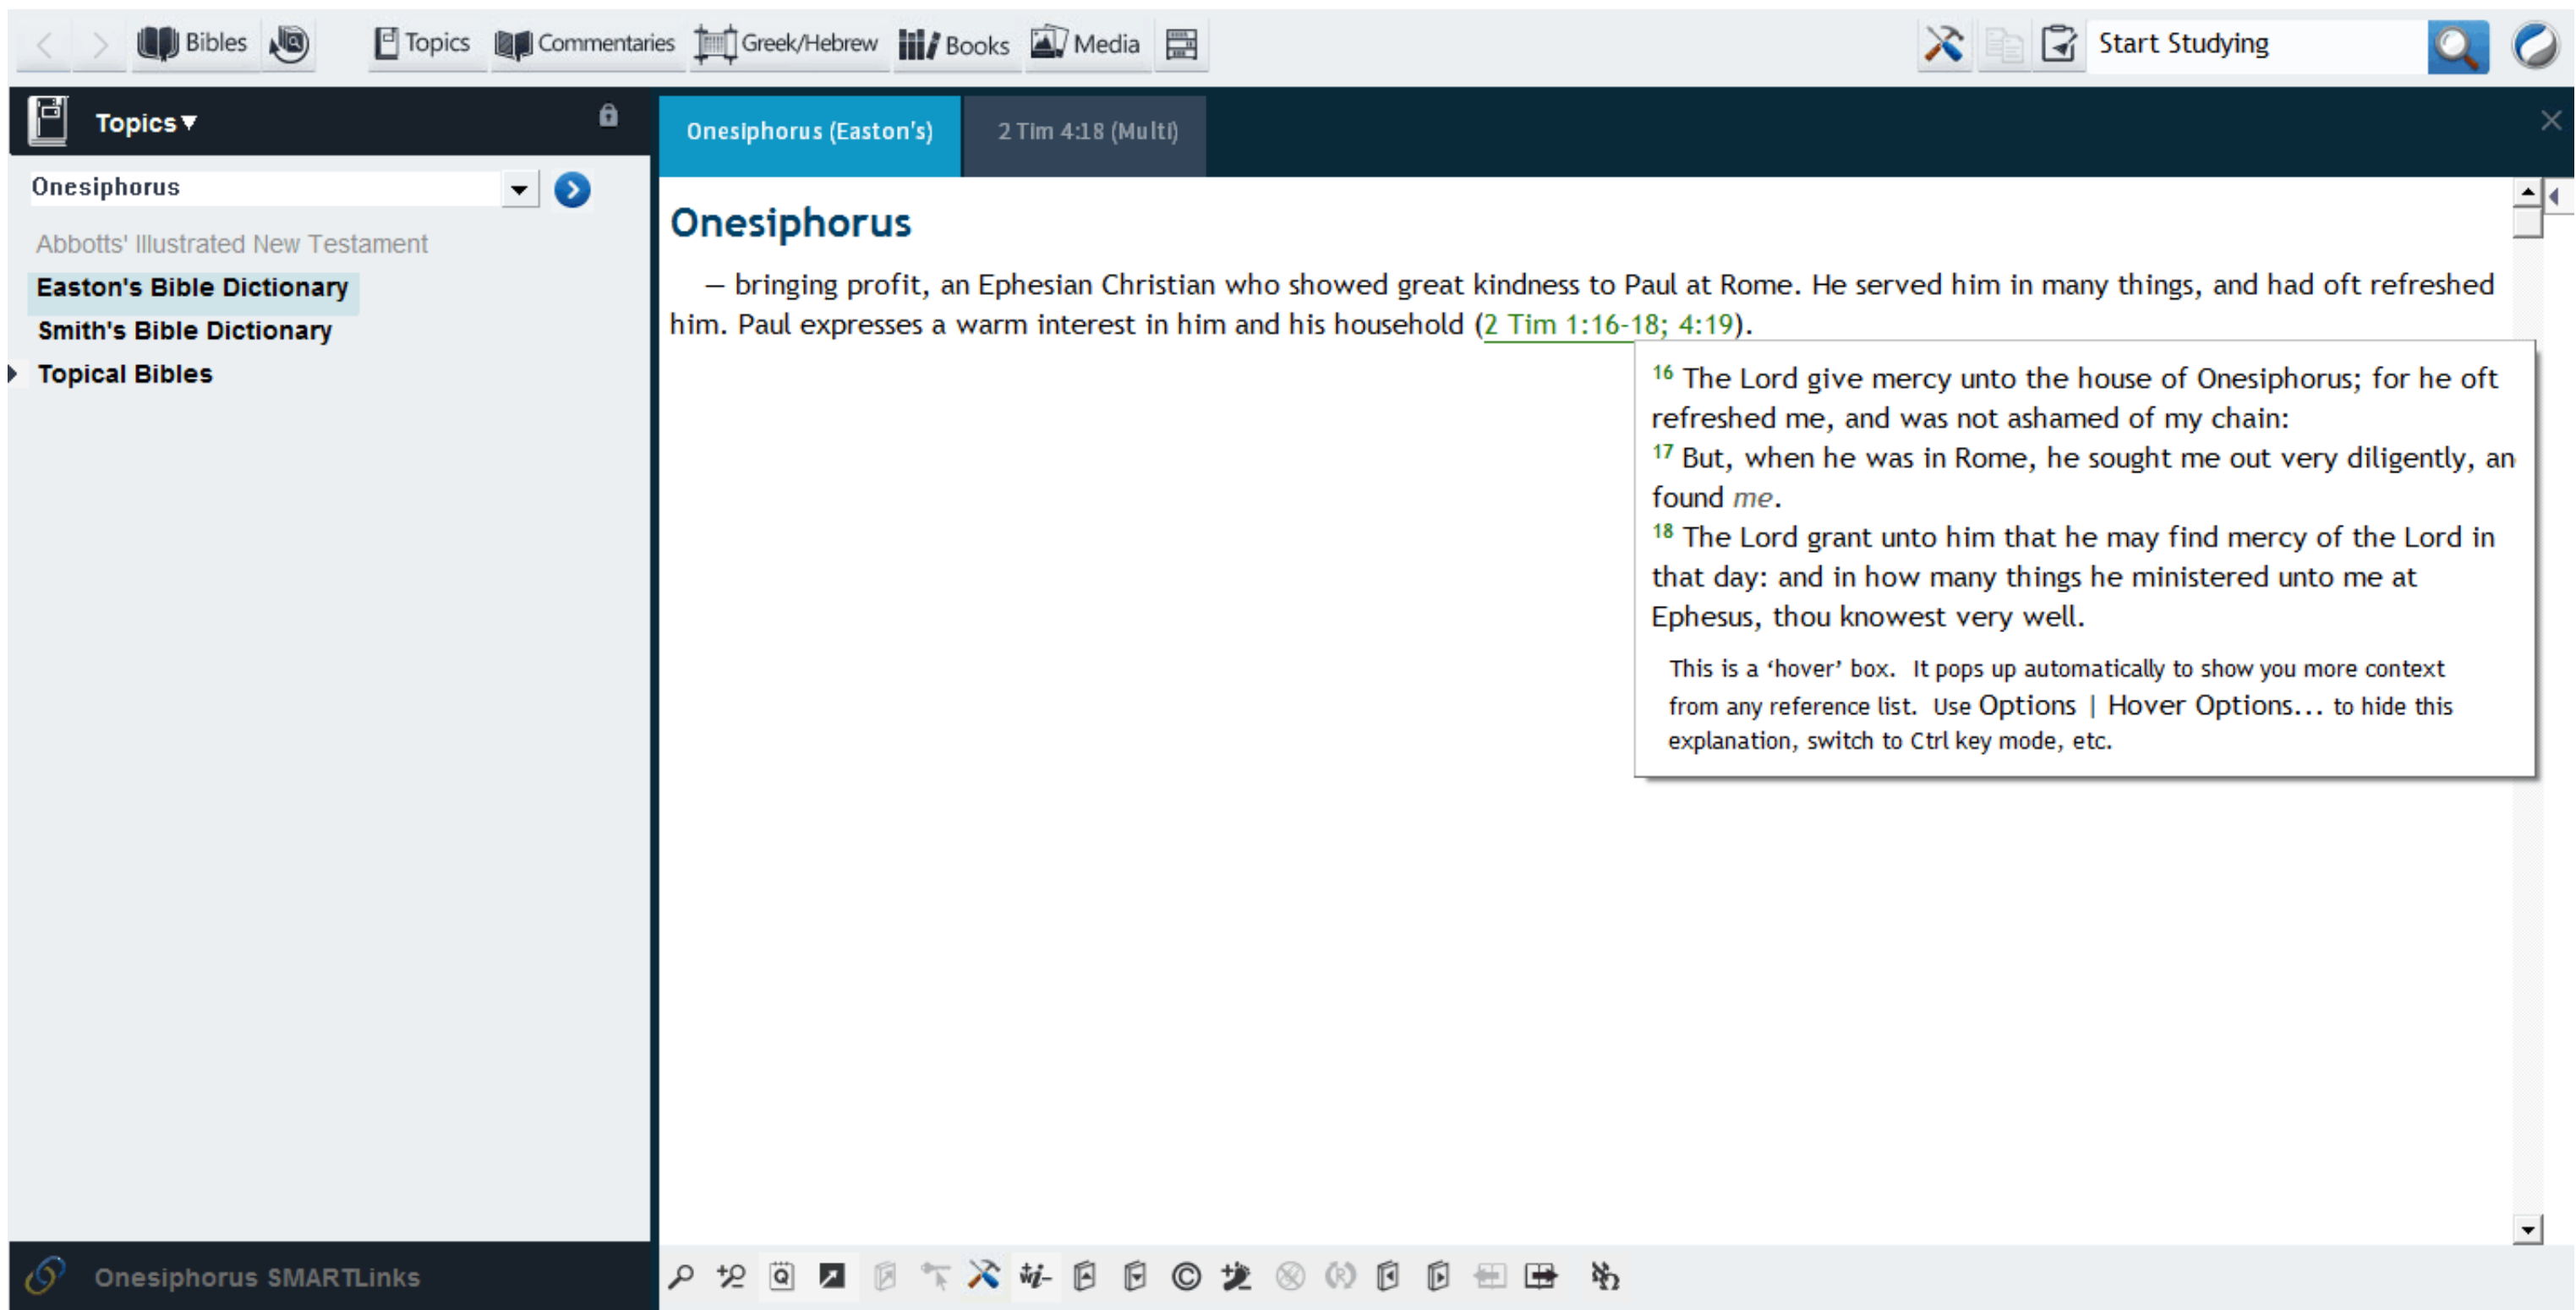 Bibles Topics Commentaries Greek/Hebrew Books Media Start Studying
Topics▼
Onesiphorus (Easton's) 2 Tim 4:18 (Multi)
Onesiphorus
Abbotts' Illustrated New Testament
Easton's Bible Dictionary
Smith's Bible Dictionary
Topical Bibles
Onesiphorus
— bringing profit, an Ephesian Christian who showed great kindness to Paul at Rome. He served him in many things, and had oft refreshed
him. Paul expresses a warm interest in him and his household (2 Tim 1:16-18; 4:19).
16 The Lord give mercy unto the house of Onesiphorus; for he oft
refreshed me, and was not ashamed of my chain:
17 But, when he was in Rome, he sought me out very diligently, an
found me.
18 The Lord grant unto him that he may find mercy of the Lord in
that day: and in how many things he ministered unto me at
Ephesus, thou knowest very well.
This is a ‘hover’ box. It pops up automatically to show you more context
from any reference list. Use Options | Hover Options... to hide this
explanation, switch to Ctrl key mode, etc.
Onesiphorus SMARTLinks